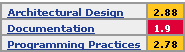 Architectural Design 2.88
Documentation 1.9
Programming Practices 2.78